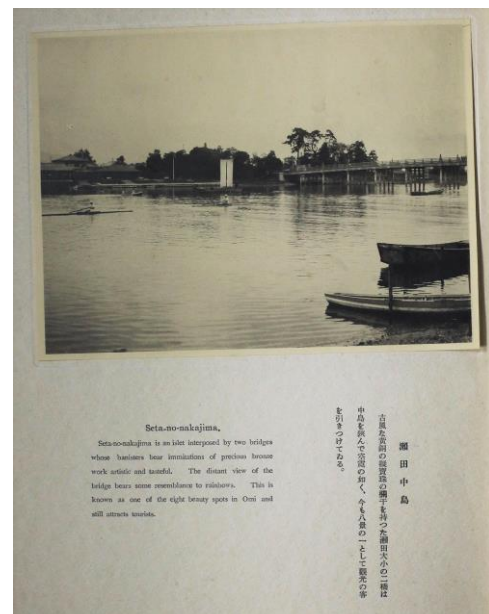 Seta-no-nakajima.
Seta-no-nakajima is an islet interposed by two bridges
whose banisters bear immitations of precious bronze
work artistic and tasteful. The distant view of the
bridge bears some resemblance to rainbows. This is
known as one of the eight beauty spots in Omi and
still attracts tourists.
瀬田中島
古風な黄銅の擬寶珠の欄干を持つた瀬田大小の二橋は
中島を挾んで空霓の如く、今も八景の一として觀光の客
を引きつけてゐる。